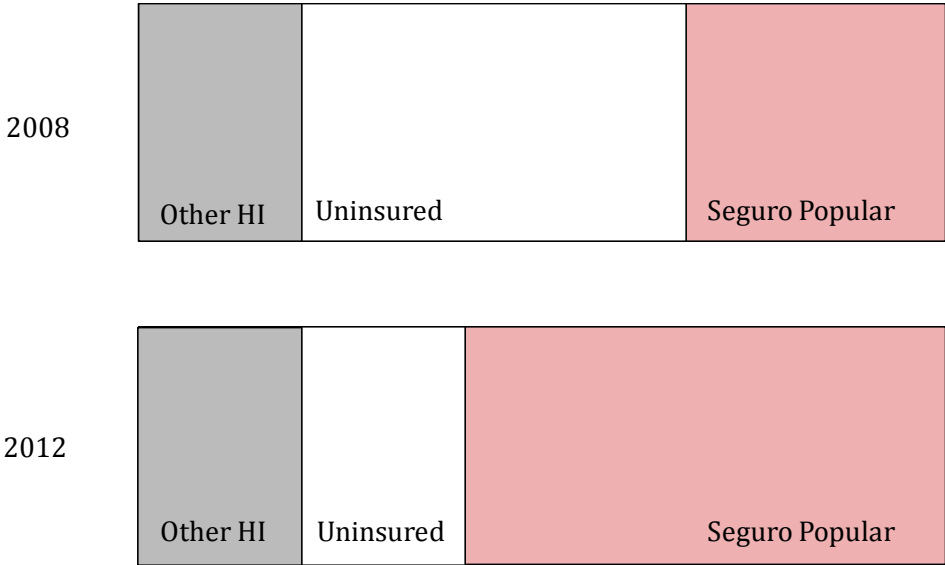 2008
Other HI
Uninsured
Seguro Popular
2012
Other HI
Uninsured
Seguro Popular